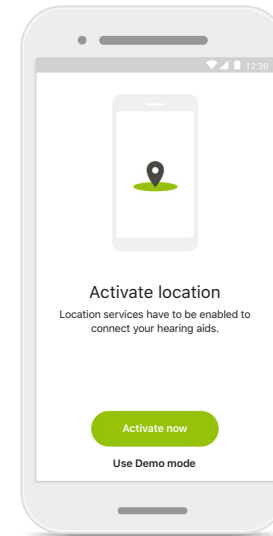 12:30
Activate location
Location services have to be enabled to
connect your hearing aids.
Activate now
Use Demo mode